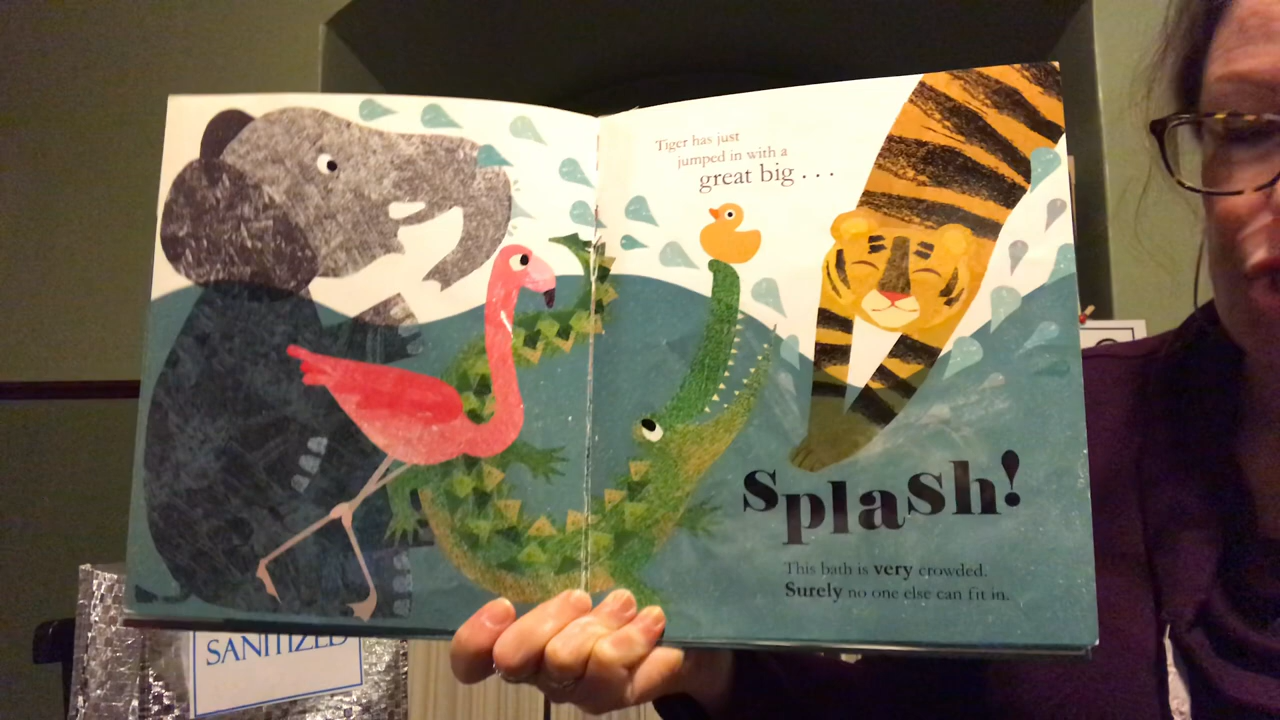 Tiger has just
jumped in with a
great big . . .
Splash!
This bath is very crowded.
Surely no one else can fit in.
SANITIZED